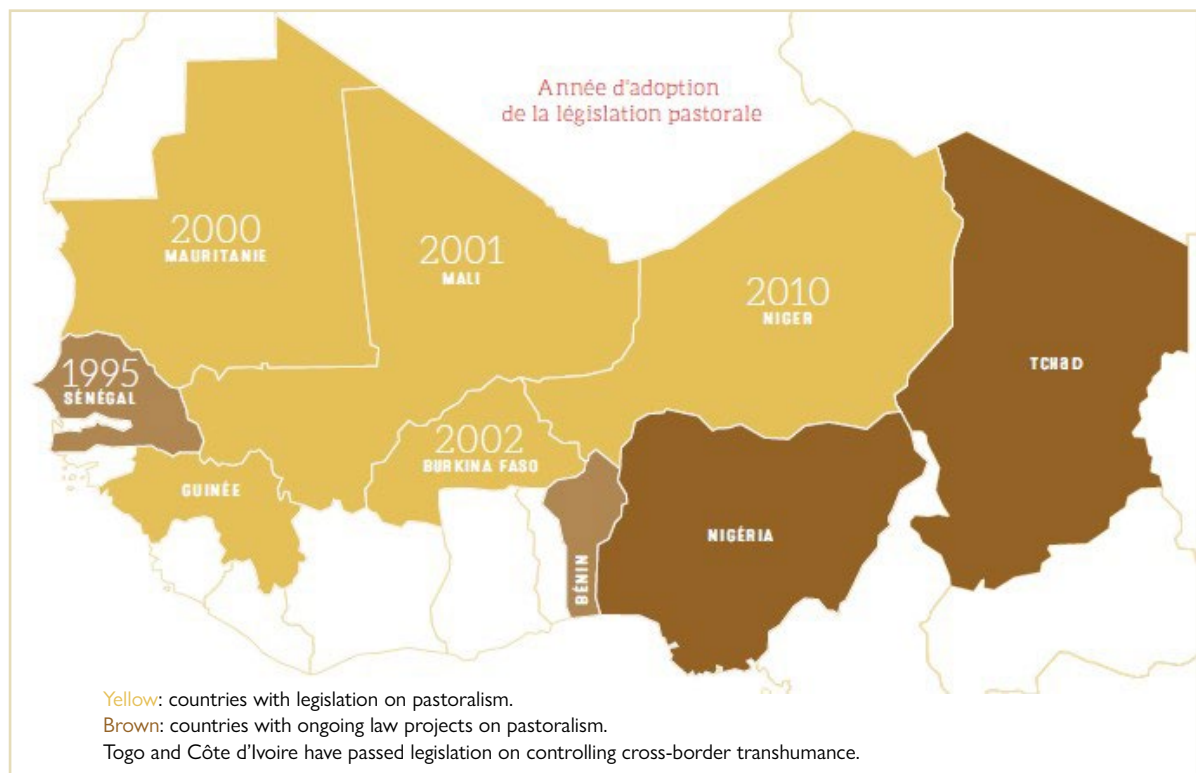 Année d'adoption
de la législation pastorale
2000
MAURITANIE
2001
MALI
2010
NIGER
1995
SÉNÉGAL
TCHaD
2002
BURKINA FASO
GUINÉE
NIGÉRIA
BÉNIN
Yellow: countries with legislation on pastoralism.
Brown: countries with ongoing law projects on pastoralism.
Togo and Côte d'Ivoire have passed legislation on controlling cross-border transhumance.